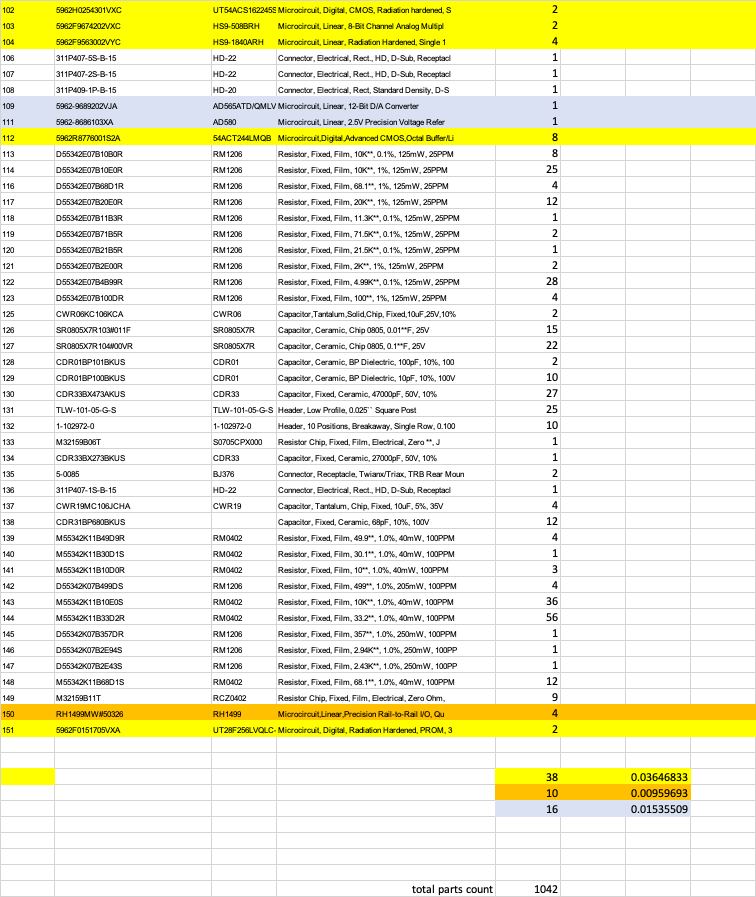 102 5962H0254301VXC UT54ACS162245S Microcircuit, Digital, CMOS, Radiation hardened, S 2
103 5962F9674202VXC HS9-508BRH Microcircuit, Linear, 8-Bit Channel Analog Multipl 2
104 5962F9563002VYC HS9-1840ARH Microcircuit, Linear, Radiation Hardened, Single 1 4
106 311P407-5S-B-15 HD-22 Connector, Electrical, Rect., HD, D-Sub, Receptacl 1
107 311P407-2S-B-15 HD-22 Connector, Electrical, Rect., HD, D-Sub, Receptacl 1
108 311P409-1P-B-15 HD-20 Connector, Electrical, Rect, Standard Density, D-S 1
109 5962-9689202VJA AD565ATD/QMLV Microcircuit, Linear, 12-Bit D/A Converter 1
111 5962-8686103XA AD580 Microcircuit, Linear, 2.5V Precision Voltage Refer 1
112 5962R8776001S2A 54ACT244LMQB Microcircuit,Digital,Advanced CMOS,Octal Buffer/Li 8
113 D55342E07B10B0R RM1206 Resistor, Fixed, Film, 10K**, 0.1%, 125mW, 25PPM 8
114 D55342E07B10E0R RM1206 Resistor, Fixed, Film, 10K**, 1%, 125mW, 25PPM 25
116 D55342E07B68D1R RM1206 Resistor, Fixed, Film, 68.1**, 1%, 125mW, 25PPM 4
117 D55342E07B20E0R RM1206 Resistor, Fixed, Film, 20K**, 1%, 125mW, 25PPM 12
118 D55342E07B11B3R RM1206 Resistor, Fixed, Film, 11.3K**, 0.1%, 125mW, 25PPM 1
119 D55342E07B71B5R RM1206 Resistor, Fixed, Film, 71.5K**, 0.1%, 125mW, 25PPM 2
120 D55342E07B21B5R RM1206 Resistor, Fixed, Film, 21.5K**, 0.1%, 125mW, 25PPM 1
121 D55342E07B2E00R RM1206 Resistor, Fixed, Film, 2K**, 1%, 125mW, 25PPM 2
122 D55342E07B4B99R RM1206 Resistor, Fixed, Film, 4.99K**, 0.1%, 125mW, 25PPM 28
123 D55342E07B100DR RM1206 Resistor, Fixed, Film, 100**, 1%, 125mW, 25PPM 4
125 CWR06KC106KCA CWR06 Capacitor,Tantalum,Solid,Chip, Fixed,10uF,25V,10% 2
126 SR0805X7R103#011F SR0805X7R Capacitor, Ceramic, Chip 0805, 0.01**F, 25V 15
127 SR0805X7R104#00VR SR0805X7R Capacitor, Ceramic, Chip 0805, 0.1**F, 25V 22
128 CDR01BP101BKUS CDR01 Capacitor, Ceramic, BP Dielectric, 100pF, 10%, 100 2
129 CDR01BP100BKUS CDR01 Capacitor, Ceramic, BP Dielectric, 10pF, 10%, 100V 10
130 CDR33BX473AKUS CDR33 Capacitor, Fixed, Ceramic, 47000pF, 50V, 10% 27
131 TLW-101-05-G-S TLW-101-05-G-S Header, Low Profile, 0.025`` Square Post 25
132 1-102972-0 1-102972-0 Header, 10 Positions, Breakaway, Single Row, 0.100 10
133 M32159B06T S0705CPX000 Resistor Chip, Fixed, Film, Electrical, Zero **, J 1
134 CDR33BX273BKUS CDR33 Capacitor, Fixed, Ceramic, 27000pF, 50V, 10% 1
135 5-0085 BJ376 Connector, Receptacle, Twianx/Triax, TRB Rear Moun 2
136 311P407-1S-B-15 HD-22 Connector, Electrical, Rect., HD, D-Sub, Receptacl 1
137 CWR19MC106JCHA CWR19 Capacitor, Tantalum, Chip, Fixed, 10uF, 5%, 35V 4
138 CDR31BP680BKUS Capacitor, Fixed, Ceramic, 68pF, 10%, 100V 12
139 M55342K11B49D9R RM0402 Resistor, Fixed, Film, 49.9**, 1.0%, 40mW, 100PPM 4
140 M55342K11B30D1S RM0402 Resistor, Fixed, Film, 30.1**, 1.0%, 40mW, 100PPM 1
141 M55342K11B10D0R RM0402 Resistor, Fixed, Film, 10**, 1.0%, 40mW, 100PPM 3
142 D55342K07B499DS RM1206 Resistor, Fixed, Film, 499**, 1.0%, 205mW, 100PPM 4
143 M55342K11B10E0S RM0402 Resistor, Fixed, Film, 10K**, 1.0%, 40mW, 100PPM 36
144 M55342K11B33D2R RM0402 Resistor, Fixed, Film, 33.2**, 1.0%, 40mW, 100PPM 56
145 D55342K07B357DR RM1206 Resistor, Fixed, Film, 357**, 1.0%, 250mW, 100PPM 1
146 D55342K07B2E94S RM1206 Resistor, Fixed, Film, 2.94K**, 1.0%, 250mW, 100PP 1
147 D55342K07B2E43S RM1206 Resistor, Fixed, Film, 2.43K**, 1.0%, 250mW, 100PP 1
148 M55342K11B68D1S RM0402 Resistor, Fixed, Film, 68.1**, 1.0%, 40mW, 100PPM 12
149 M32159B11T RCZ0402 Resistor Chip, Fixed, Film, Electrical, Zero Ohm, 9
150 RH1499MW#50326 RH1499 Microcircuit,Linear,Precision Rail-to-Rail I/O, Qu 4
151 5962F0151705VXA UT28F256LVQLC- Microcircuit, Digital, Radiation Hardened, PROM, 3 2
38 0.03646833
10 0.00959693
16 0.01535509
total parts count 1042